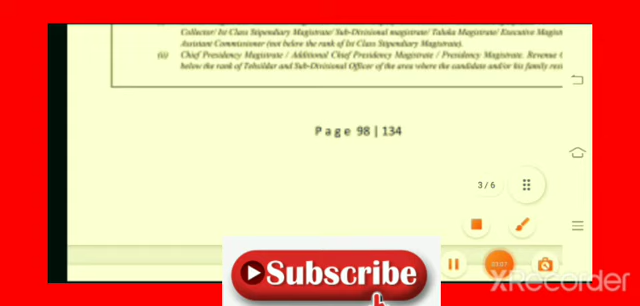 Collector/ Ist Class Stipendiary Magistrate/ Sub-Divisional magistrate/ Taluka Magistrate/ Executive Magist
Assistant Commissioner (not below the rank of Ist Class Stipendiary Magistrate).
(ii) Chief Presidency Magistrate / Additional Chief Presidency Magistrate / Presidency Magistrate. Revenue
below the rank of Tehsildar and Sub-Divisional Officer of the area where the candidate and/or his family
Page 98 | 134
3 / 6
Subscribe
XRecorder